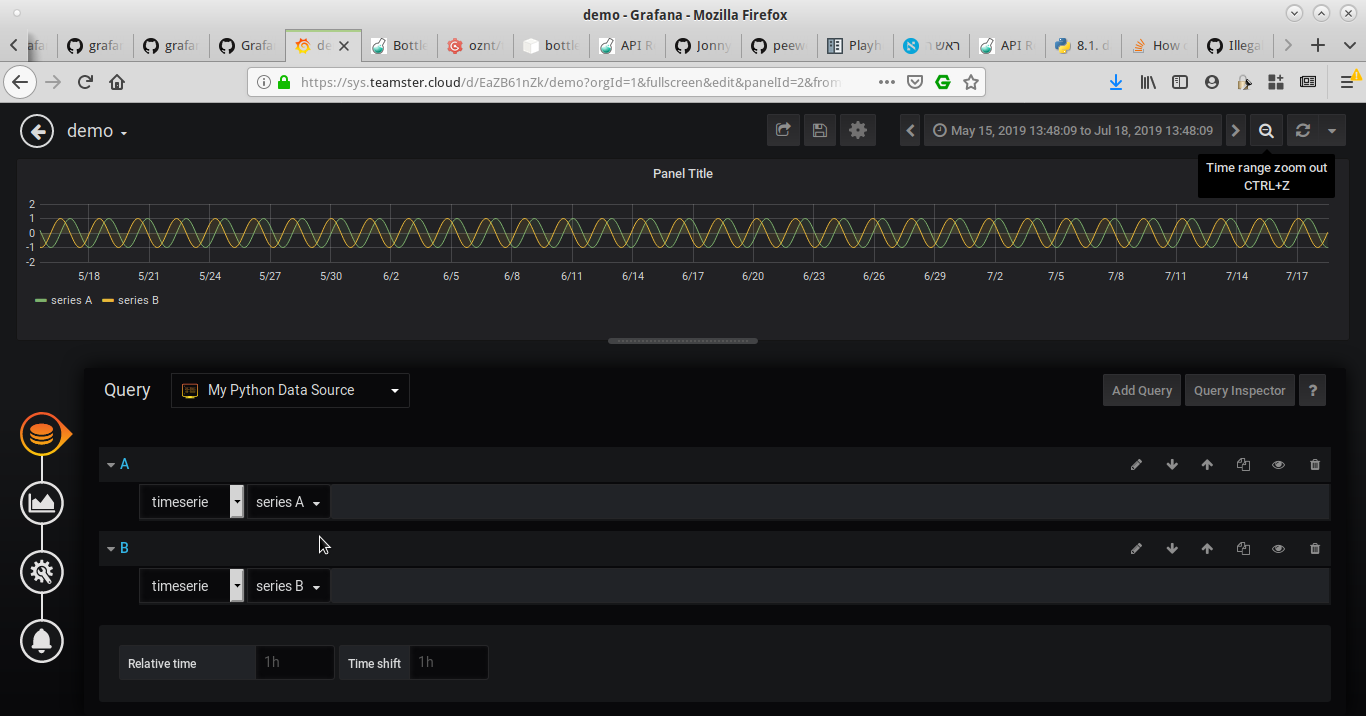 demo - Grafana - Mozilla Firefox
grafa
grafa
Grafa
de
Bottle
oznt/
bottle
API R
Jonny
peew
Playh
ראש ר
API R
8.1. d
How
Illega
https://sys.teamster.cloud/d/EaZB61nZk/demo?orgId=1&fullscreen&edit&panelId=2&from
demo
May 15, 2019 13:48:09 to Jul 18, 2019 13:48:09
Time range zoom out
CTRL+Z
Panel Title
2
1
0
-1
-2
5/18 5/21 5/24 5/27 5/30 6/2 6/5 6/8 6/11 6/14 6/17 6/20 6/23 6/26 6/29 7/2 7/5 7/8 7/11 7/14 7/17
series A series B
Query My Python Data Source Add Query Query Inspector ?
A
timeserie series A
B
timeserie series B
Relative time 1h Time shift 1h